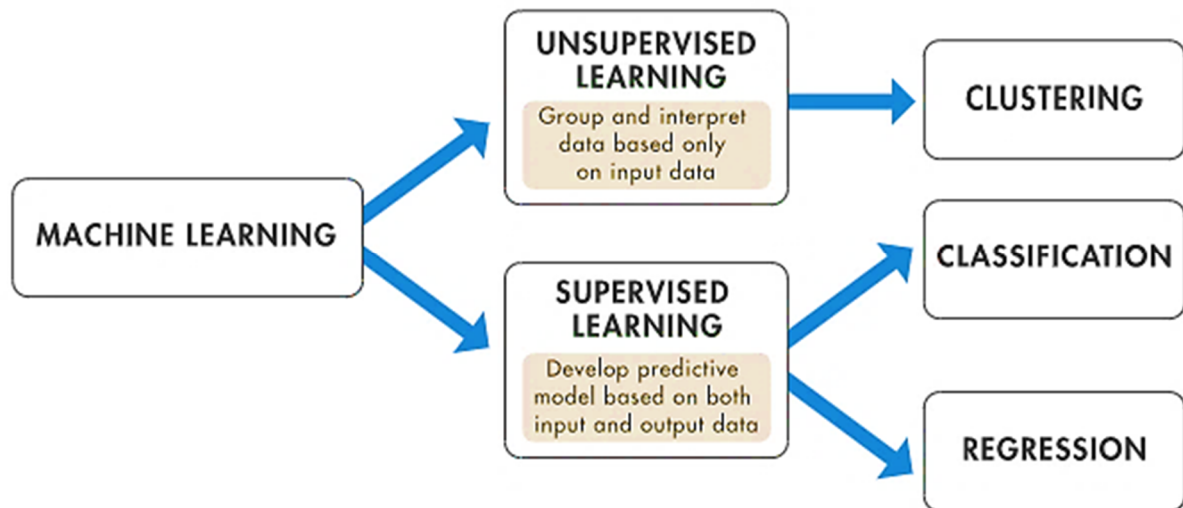 MACHINE LEARNING
UNSUPERVISED
LEARNING
Group and interpret
data based only
on input data
CLUSTERING
SUPERVISED
LEARNING
Develop predictive
model based on both
input and output data
CLASSIFICATION
REGRESSION